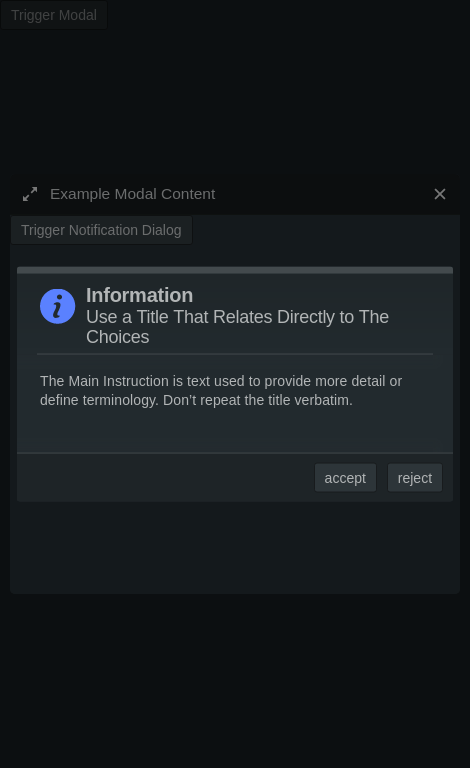 Trigger Modal
Example Modal Content
Trigger Notification Dialog
Information
Use a Title That Relates Directly to The
Choices
The Main Instruction is text used to provide more detail or
define terminology. Don’t repeat the title verbatim.
accept reject